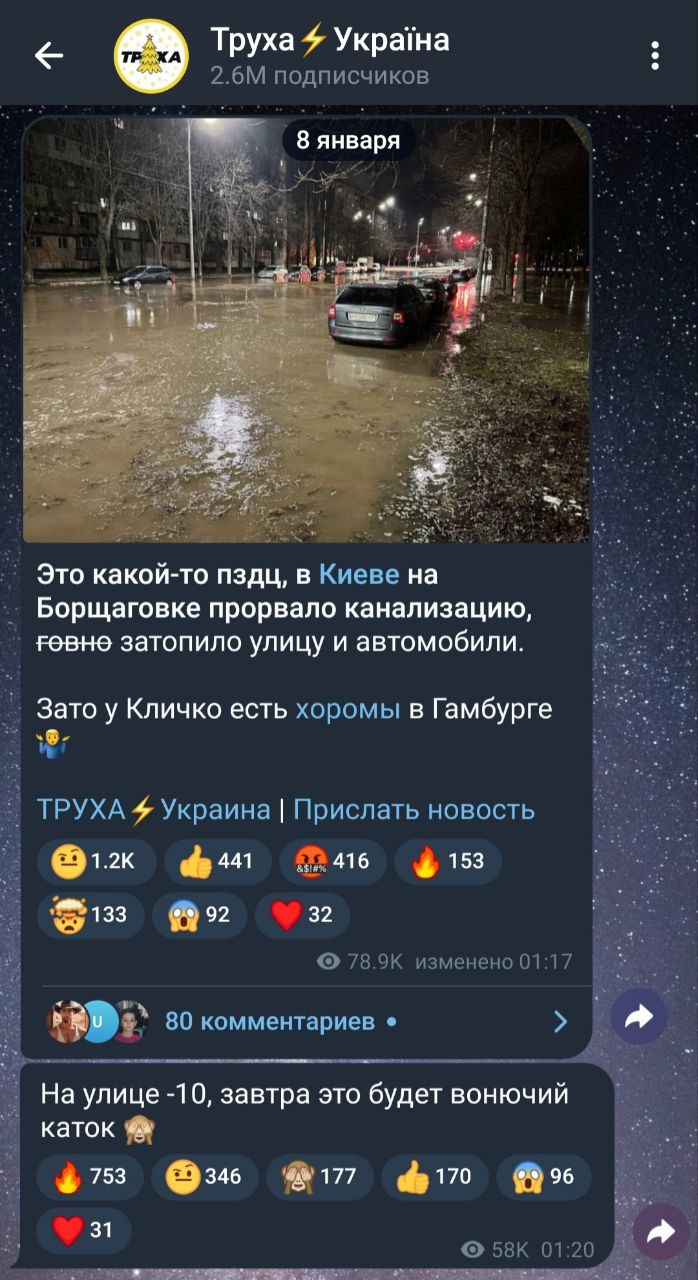 ТРУХА
Труха⚡Україна
2.6M подписчиков
8 января
Это какой-то пздц, в Киеве на
Борщаговке прорвало канализацию,
говно затопило улицу и автомобили.
Зато у Кличко есть хоромы в Гамбурге
🤷‍♂️
ТРУХА⚡Украина | Прислать новость
🤨 1.2K 👍 441 🤬 416 🔥 153
🤯 133 😱 92 ❤ 32
78.9K изменено 01:17
U
80 комментариев •
На улице -10, завтра это будет вонючий
каток 🙈
🔥 753 🤨 346 🙈 177 👍 170 😱 96
❤ 31
58K 01:20